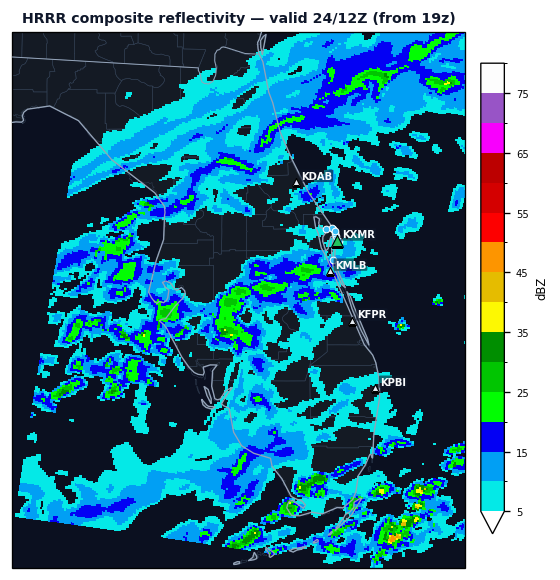 HRRR composite reflectivity — valid 24/12Z (from 19z)
KDAB
KXMR
KMLB
KFPR
KPBI
75
65
55
45
35
25
15
5
dBZ